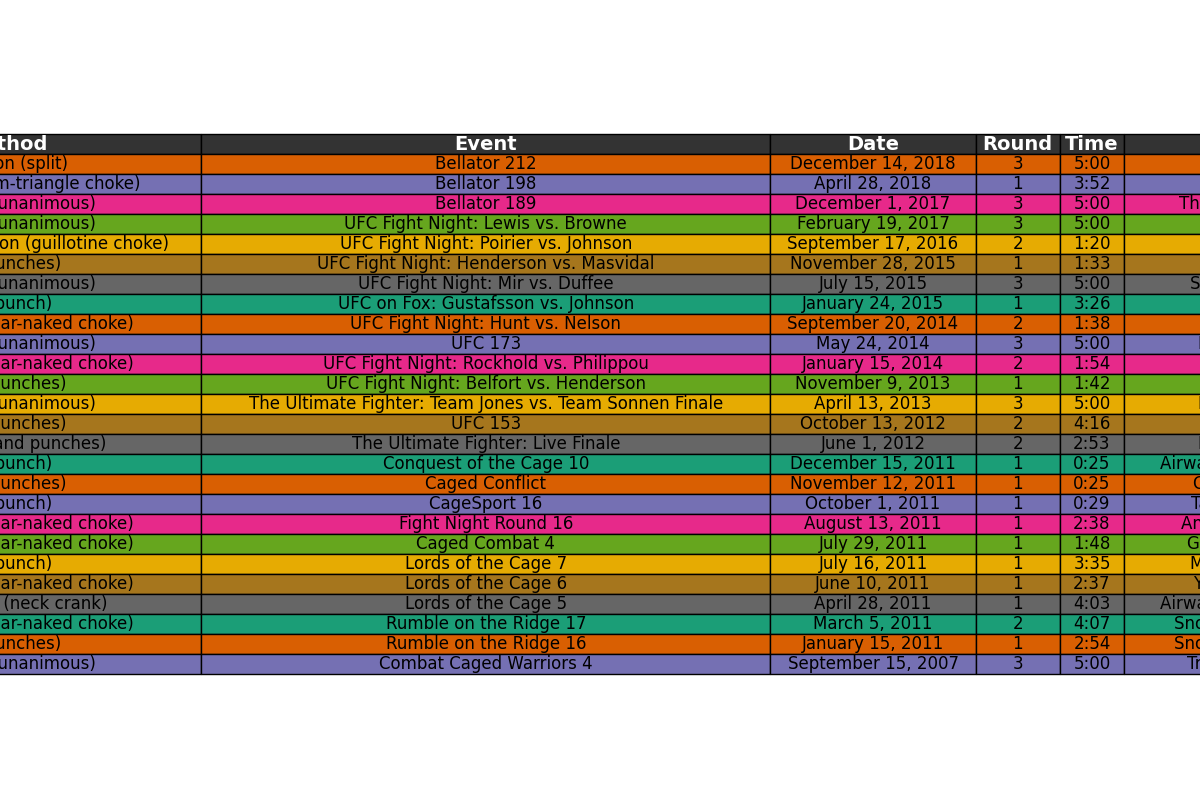 thod Event Date Round Time
on (split) Bellator 212 December 14, 2018 3 5:00
m-triangle choke) Bellator 198 April 28, 2018 1 3:52
unanimous) Bellator 189 December 1, 2017 3 5:00 Th
unanimous) UFC Fight Night: Lewis vs. Browne February 19, 2017 3 5:00
on (guillotine choke) UFC Fight Night: Poirier vs. Johnson September 17, 2016 2 1:20
unches) UFC Fight Night: Henderson vs. Masvidal November 28, 2015 1 1:33
unanimous) UFC Fight Night: Mir vs. Duffee July 15, 2015 3 5:00 S
punch) UFC on Fox: Gustafsson vs. Johnson January 24, 2015 1 3:26
ar-naked choke) UFC Fight Night: Hunt vs. Nelson September 20, 2014 2 1:38
unanimous) UFC 173 May 24, 2014 3 5:00
ar-naked choke) UFC Fight Night: Rockhold vs. Philippou January 15, 2014 2 1:54
unches) UFC Fight Night: Belfort vs. Henderson November 9, 2013 1 1:42
unanimous) The Ultimate Fighter: Team Jones vs. Team Sonnen Finale April 13, 2013 3 5:00
unches) UFC 153 October 13, 2012 2 4:16
and punches) The Ultimate Fighter: Live Finale June 1, 2012 2 2:53
punch) Conquest of the Cage 10 December 15, 2011 1 0:25 Airwa
unches) Caged Conflict November 12, 2011 1 0:25
punch) CageSport 16 October 1, 2011 1 0:29 Ta
ar-naked choke) Fight Night Round 16 August 13, 2011 1 2:38 An
ar-naked choke) Caged Combat 4 July 29, 2011 1 1:48 G
punch) Lords of the Cage 7 July 16, 2011 1 3:35 M
ar-naked choke) Lords of the Cage 6 June 10, 2011 1 2:37 Y
(neck crank) Lords of the Cage 5 April 28, 2011 1 4:03 Airwa
ar-naked choke) Rumble on the Ridge 17 March 5, 2011 2 4:07 Sno
unches) Rumble on the Ridge 16 January 15, 2011 1 2:54 Sno
unanimous) Combat Caged Warriors 4 September 15, 2007 3 5:00 Tr